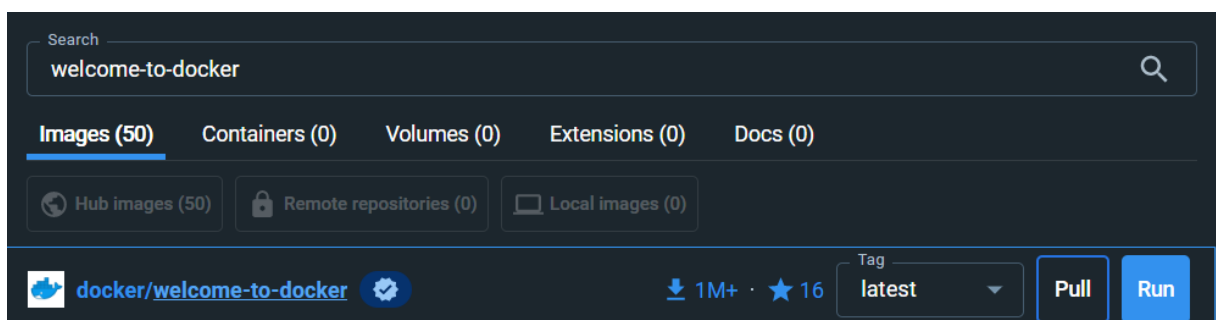 Search
welcome-to-docker
Images (50) Containers (0) Volumes (0) Extensions (0) Docs (0)
Hub images (50) Remote repositories (0) Local images (0)
Tag
docker/welcome-to-docker 1M+ · 16 latest Pull Run